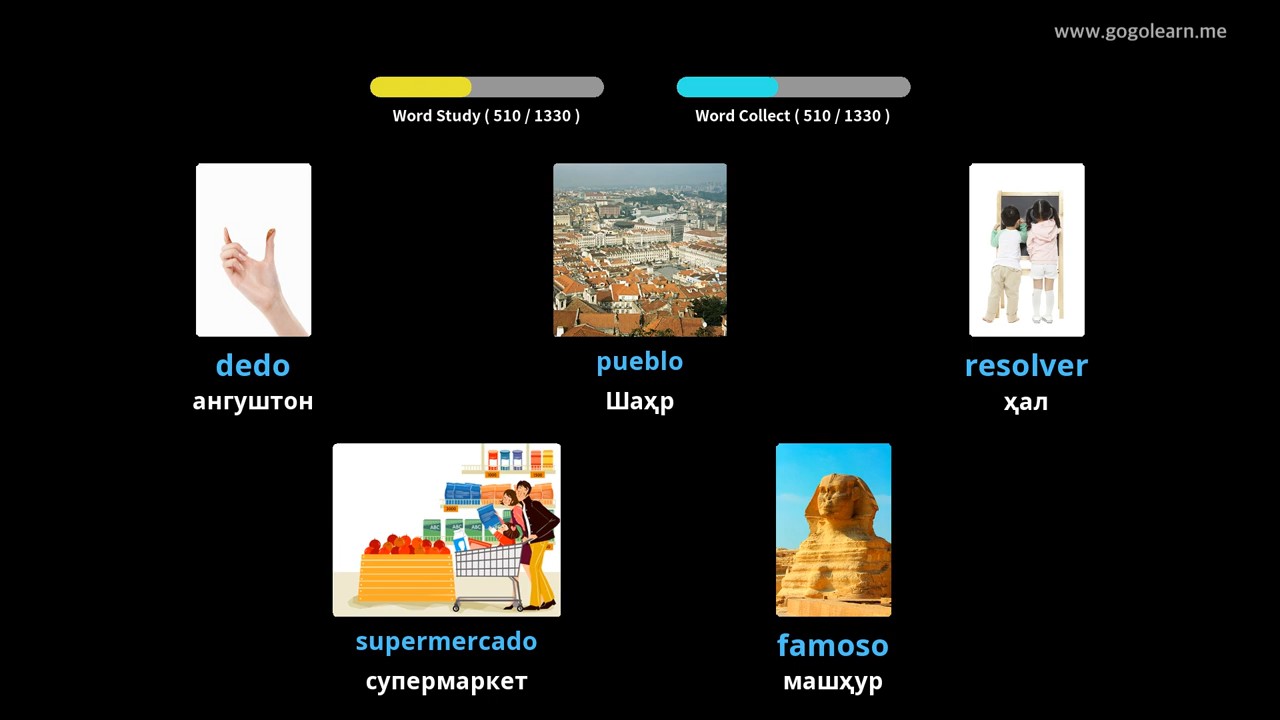 www.gogolearn.me
Word Study ( 510 / 1330 )
Word Collect ( 510 / 1330 )
dedo
ангуштон
pueblo
Шаҳр
resolver
ҳал
supermercado
супермаркет
famoso
машҳур